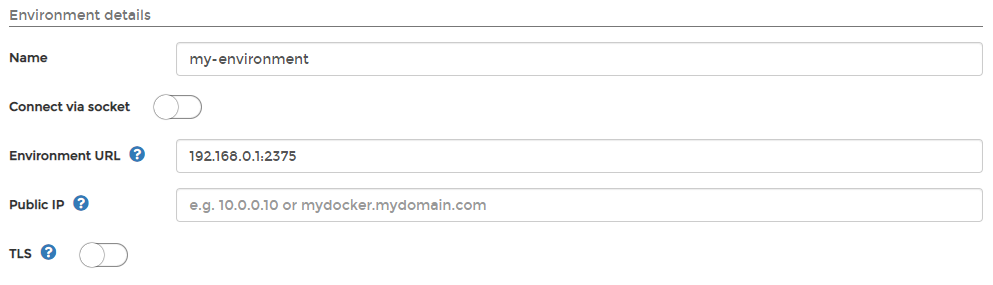 Environment details
Name
my-environment
Connect via socket
Environment URL ?
192.168.0.1:2375
Public IP ?
e.g. 10.0.0.10 or mydocker.mydomain.com
TLS ?